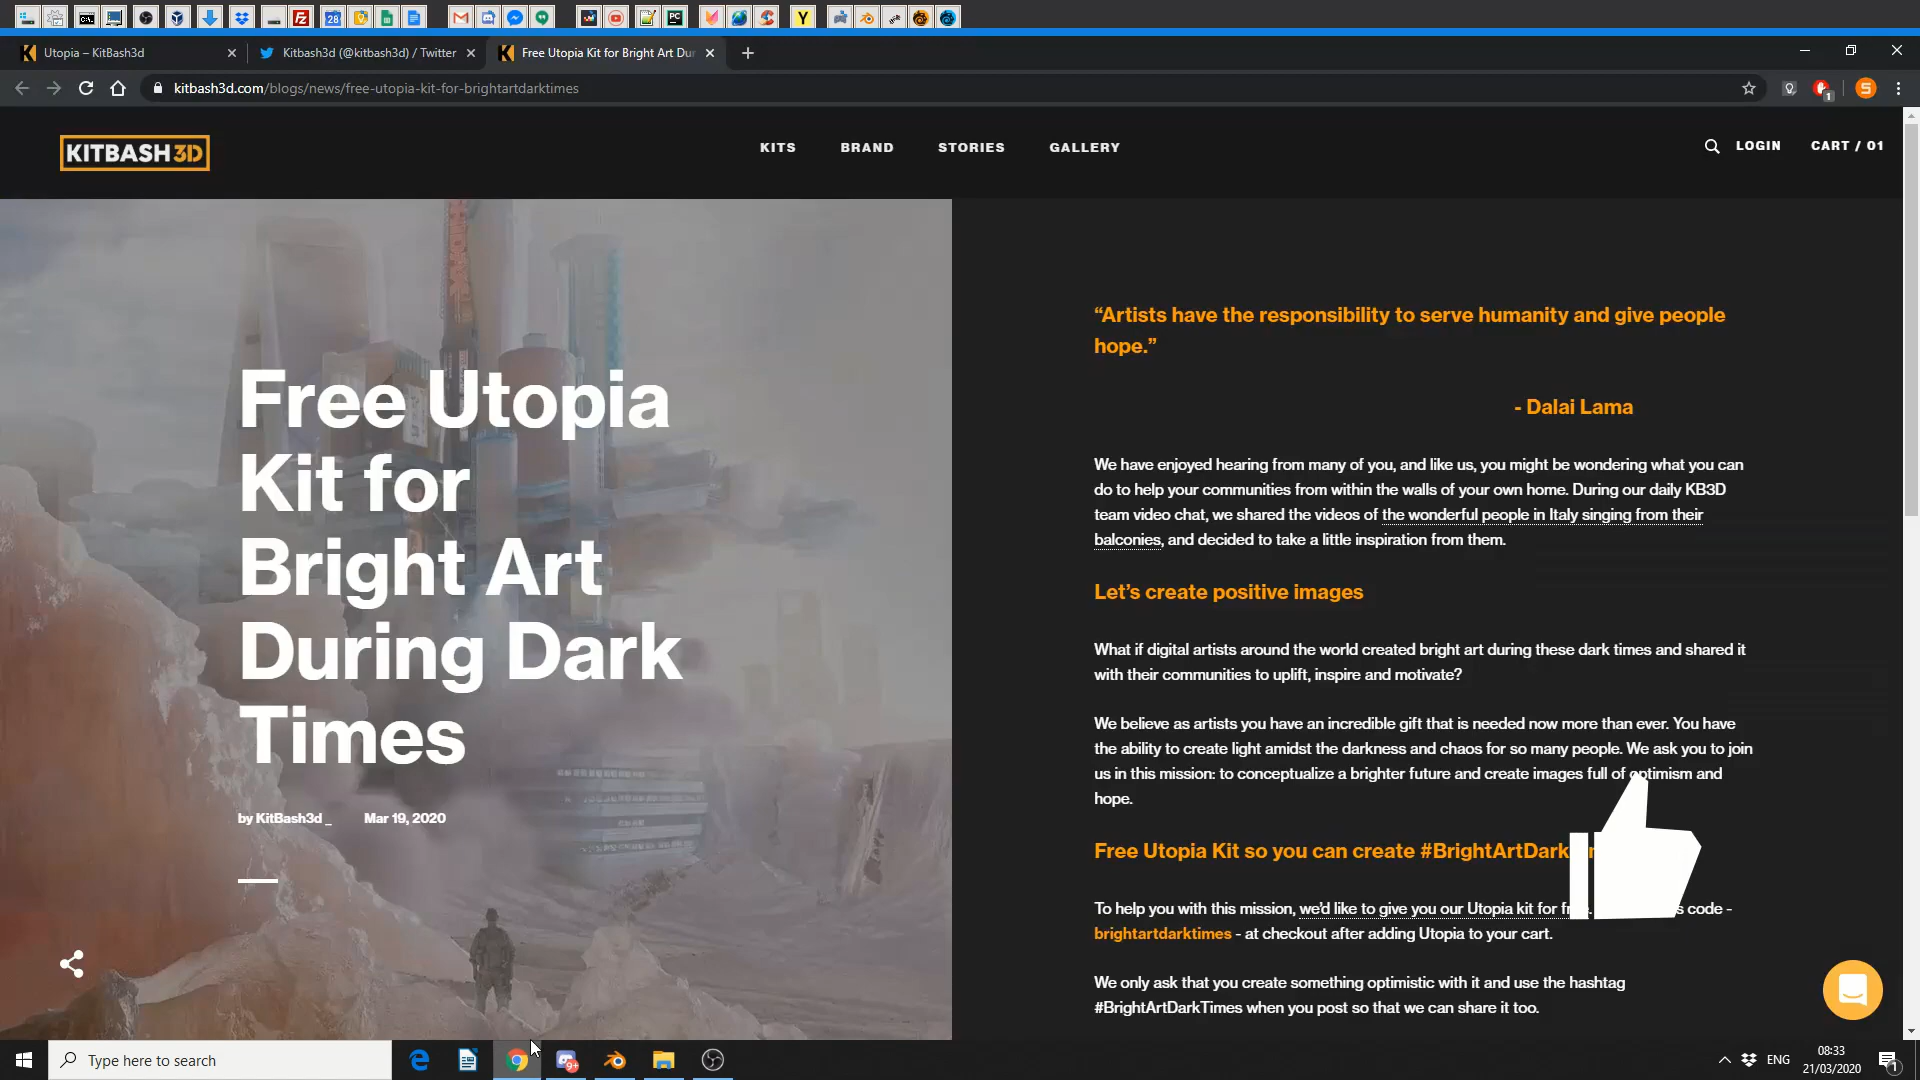 Utopia – KitBash3d
Kitbash3d (@kitbash3d) / Twitter
Free Utopia Kit for Bright Art Dur
kitbash3d.com/blogs/news/free-utopia-kit-for-brightartdarktimes
KITBASH 3D
KITS
BRAND
STORIES
GALLERY
LOGIN
CART / 01
Free Utopia
Kit for
Bright Art
During Dark
Times
by KitBash3d _
Mar 19, 2020
“Artists have the responsibility to serve humanity and give people
hope.”
- Dalai Lama
We have enjoyed hearing from many of you, and like us, you might be wondering what you can
do to help your communities from within the walls of your own home. During our daily KB3D
team video chat, we shared the videos of the wonderful people in Italy singing from their
balconies, and decided to take a little inspiration from them.
Let’s create positive images
What if digital artists around the world created bright art during these dark times and shared it
with their communities to uplift, inspire and motivate?
We believe as artists you have an incredible gift that is needed now more than ever. You have
the ability to create light amidst the darkness and chaos for so many people. We ask you to join
us in this mission: to conceptualize a brighter future and create images full of optimism and
hope.
Free Utopia Kit so you can create #BrightArtDark
To help you with this mission, we’d like to give you our Utopia kit for code -
brightartdarktimes - at checkout after adding Utopia to your cart.
We only ask that you create something optimistic with it and use the hashtag
#BrightArtDarkTimes when you post so that we can share it too.
Type here to search
ENG
08:33
21/03/2020